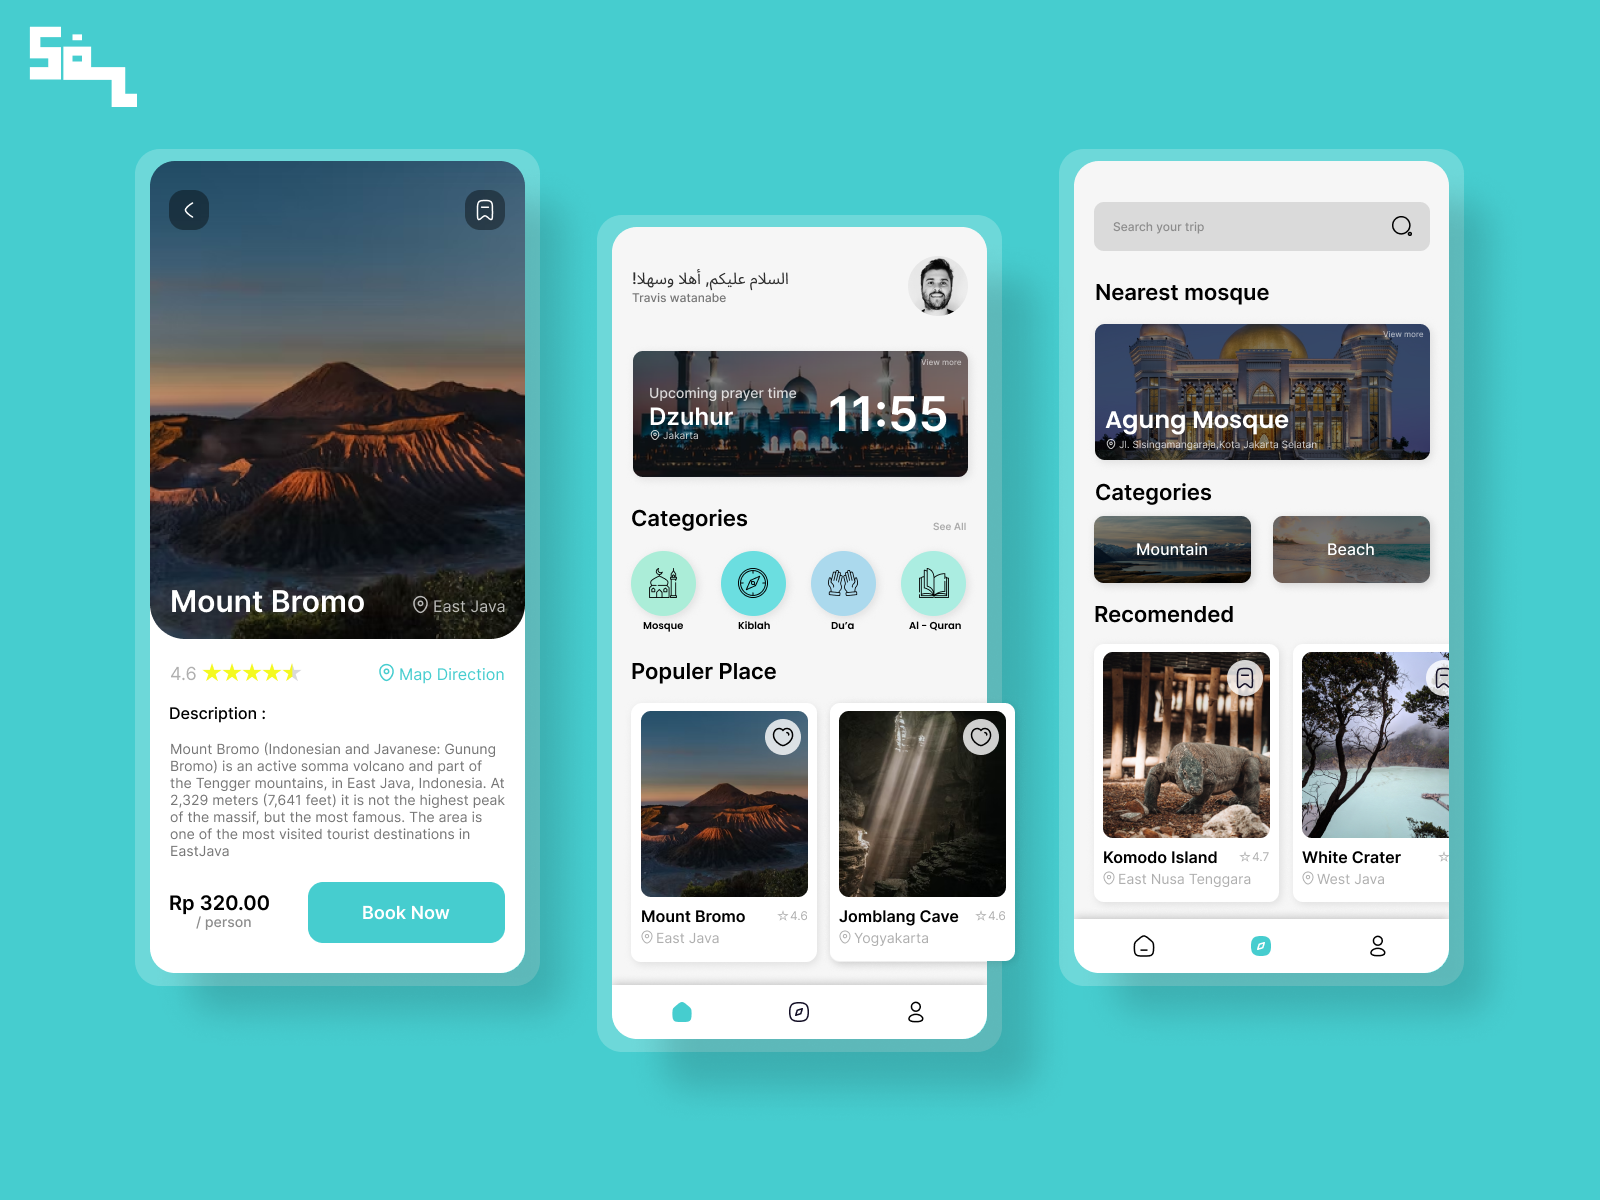 Mount Bromo
East Java
4.6
Map Direction
Description :
Mount Bromo (Indonesian and Javanese: Gunung
Bromo) is an active somma volcano and part of
the Tengger mountains, in East Java, Indonesia. At
2,329 meters (7,641 feet) it is not the highest peak
of the massif, but the most famous. The area is
one of the most visited tourist destinations in
EastJava
Rp 320.00
/ person
Book Now
السلام عليكم, أهلا وسهلا!
Travis watanabe
View more
Upcoming prayer time
Dzuhur
11:55
Jakarta
Categories
See All
Mosque
Kiblah
Du'a
Al - Quran
Populer Place
Mount Bromo
4.6
East Java
Jomblang Cave
4.6
Yogyakarta
Search your trip
Nearest mosque
View more
Agung Mosque
Jl. Sisingamangaraja,Kota Jakarta Selatan
Categories
Mountain
Beach
Recomended
Komodo Island
4.7
East Nusa Tenggara
White Crater
West Java